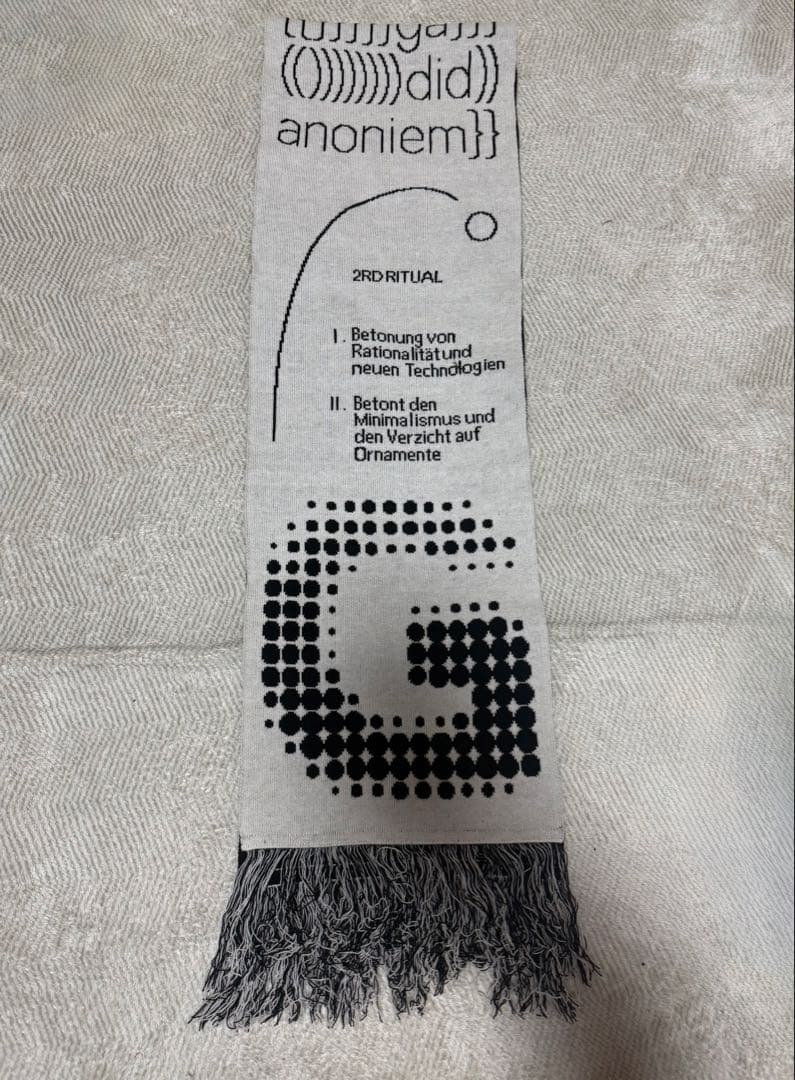 (()))))))did))
anoniem}}
2RD RITUAL
I. Betonung von
Rationalität und
neuen Technologien
II. Betont den
Minimalismus und
den Verzicht auf
Ornamente
G